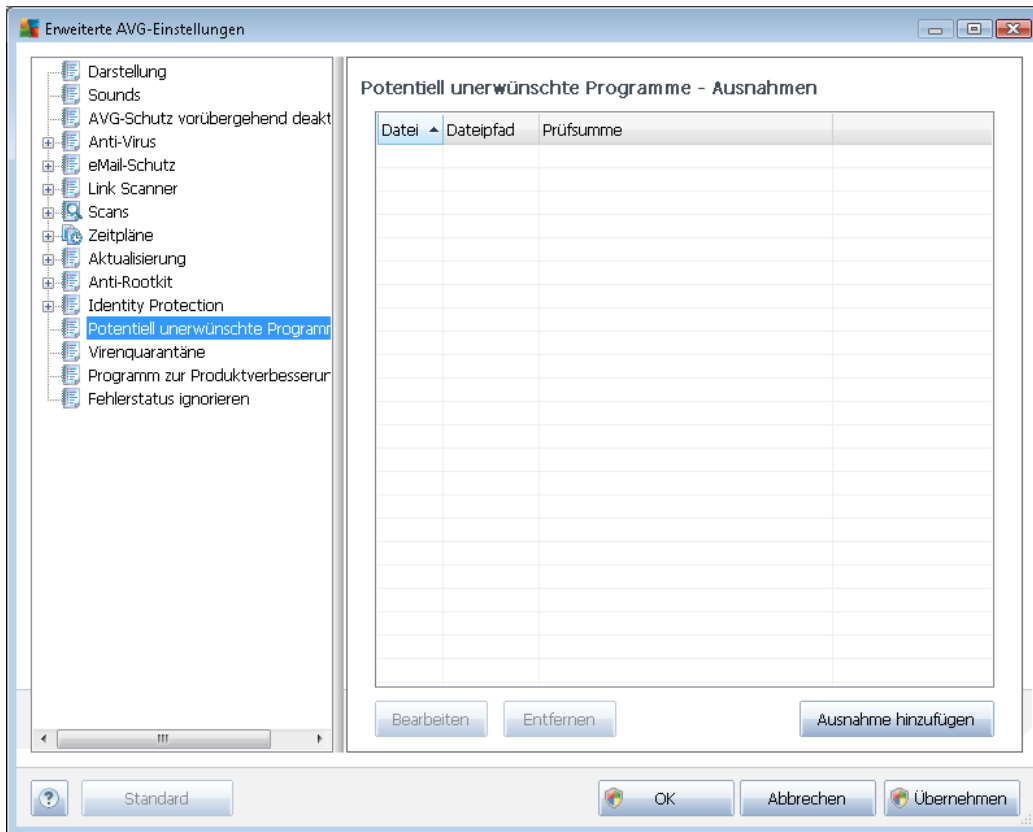 Erweiterte AVG-Einstellungen
Darstellung
Sounds
AVG-Schutz vorübergehend deakt
Anti-Virus
eMail-Schutz
Link Scanner
Scans
Zeitpläne
Aktualisierung
Anti-Rootkit
Identity Protection
Potentiell unerwünschte Programm
Virenquarantäne
Programm zur Produktverbesserun
Fehlerstatus ignorieren
Potentiell unerwünschte Programme - Ausnahmen
Datei Dateipfad Prüfsumme
Bearbeiten Entfernen Ausnahme hinzufügen
? Standard OK Abbrechen Übernehmen